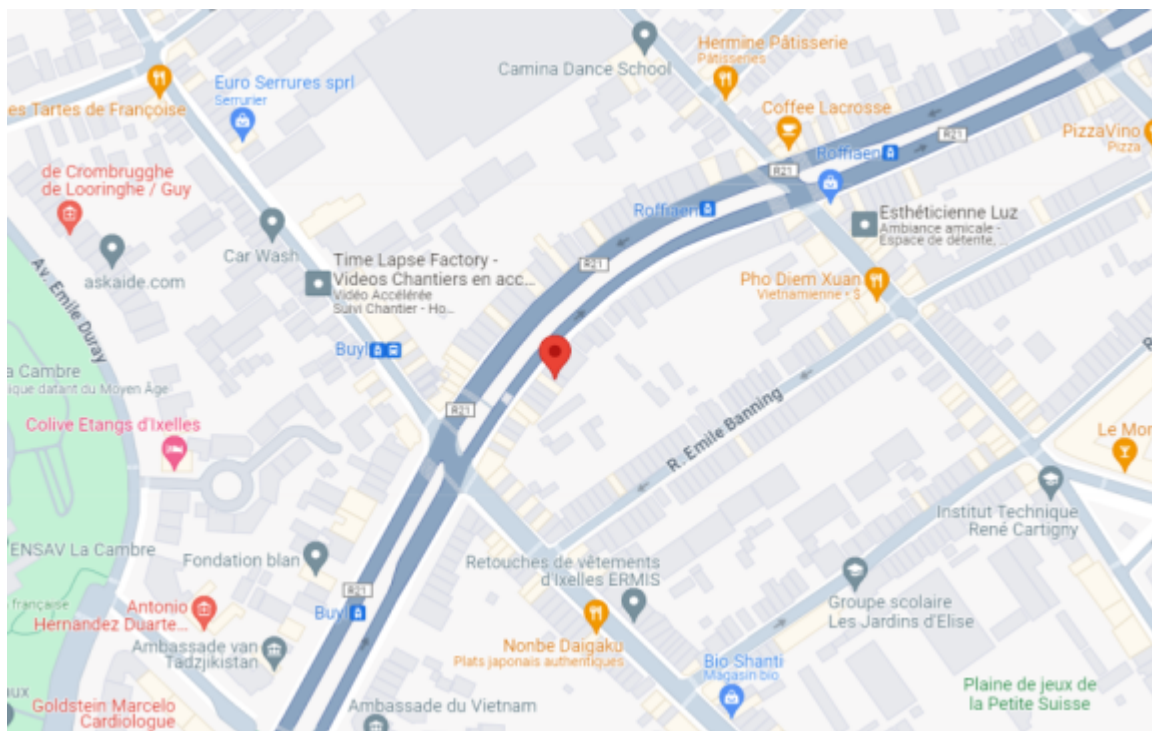 Hermine Pâtisserie
Pâtisseries
Camina Dance School
Euro Serrures sprl
Serrurier
es Tartes de Françoise
Coffee Lacrosse
R21
PizzaVino
Pizza
Roffiaen
R21
de Crombrugghe
de Looringhe / Guy
Roffiaen
Esthéticienne Luz
Ambiance amicale -
Espace de détente, ...
Car Wash
askaide.com
Time Lapse Factory -
Videos Chantiers en acc...
Vidéo Accélérée
Suivi Chantier - Ho...
R21
Pho Diem Xuan
Vietnamienne • $
Av. Emile Duray
Buyl
a Cambre
ique datant du Moyen Âge
R21
R. Emile Banning
Colive Etangs d'Ixelles
Le Mor
Institut Technique
René Cartigny
ENSAV La Cambre
française
Fondation blan
Retouches de vêtements
d'Ixelles ERMIS
R21
Groupe scolaire
Les Jardins d'Elise
Antonio
Hernandez Duarte...
Buyl
Ambassade van
Tadzjikistan
Nonbe Daigaku
Plats japonais authentiques
Bio Shanti
Magasin bio
Plaine de jeux de
la Petite Suisse
aux
Goldstein Marcelo
Cardiologue
Ambassade du Vietnam